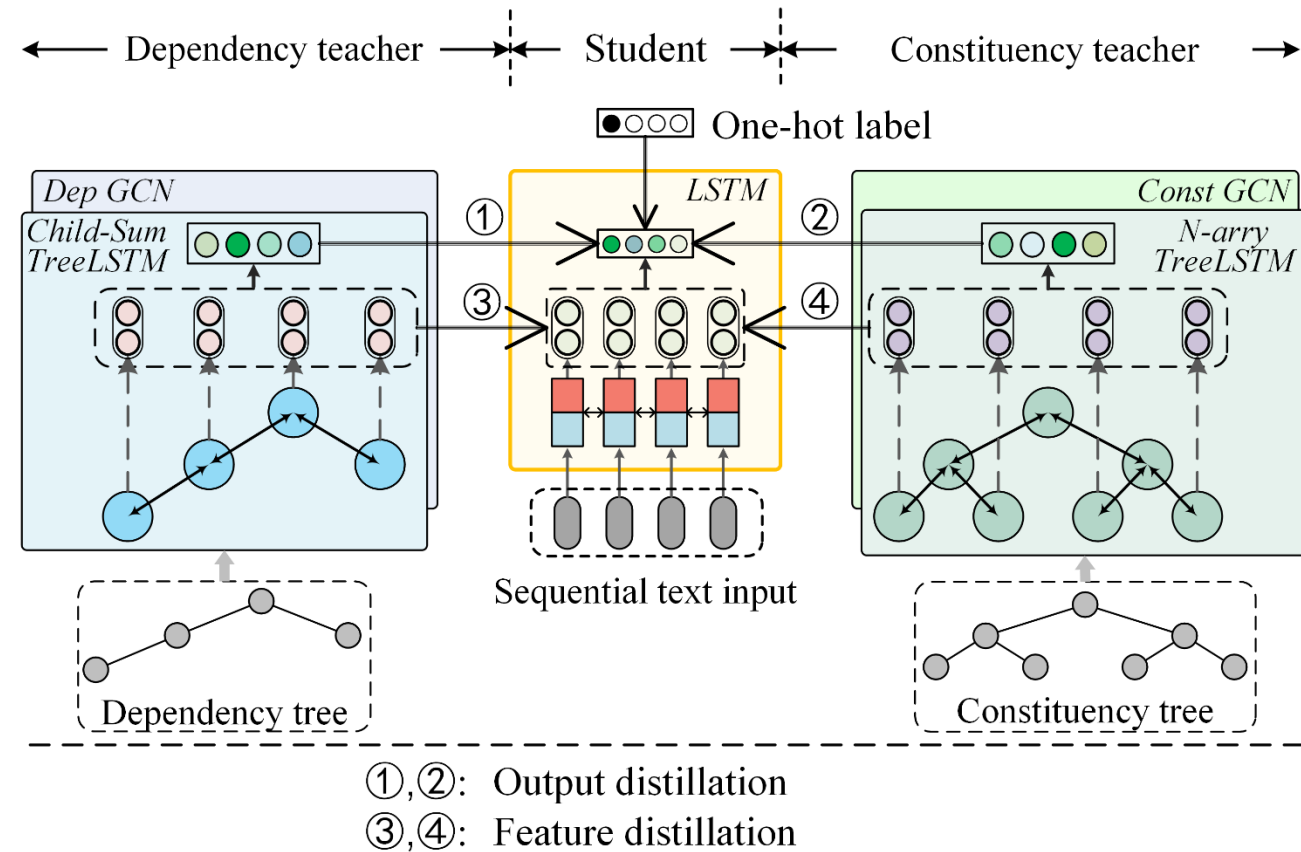 Dependency teacher
Student
Constituency teacher
One-hot label
Dep GCN
Child-Sum
TreeLSTM
①
LSTM
②
Const GCN
N-arry
TreeLSTM
③
④
Sequential text input
Dependency tree
Constituency tree
①,②: Output distillation
③,④: Feature distillation